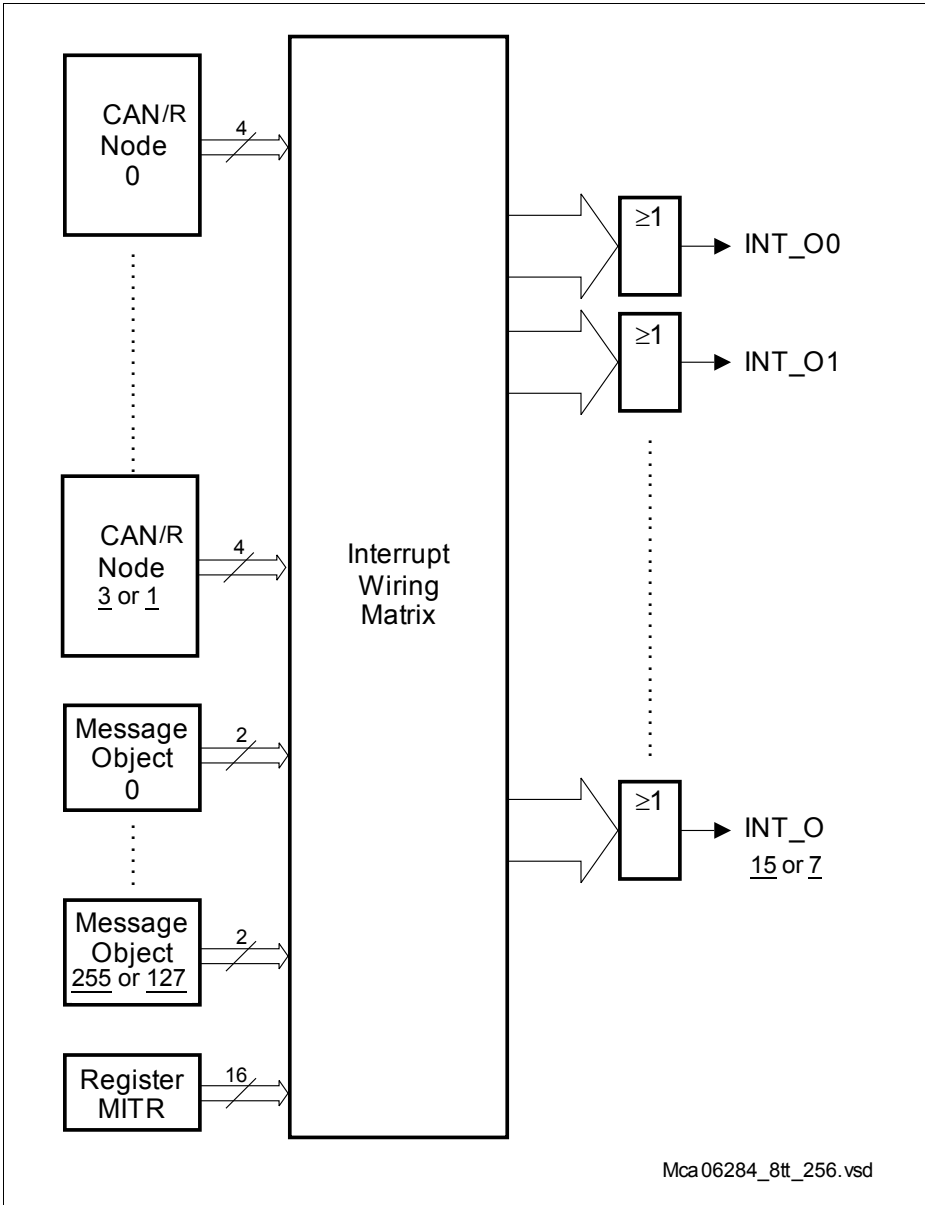 CAN/R
Node
0
4
≥1
INT_O0
≥1
INT_O1
CAN/R
Node
3 or 1
4
Interrupt
Wiring
Matrix
Message
Object
0
2
≥1
INT_O
15 or 7
Message
Object
255 or 127
2
Register
MITR
16
Mca06284_8tt_256.vsd